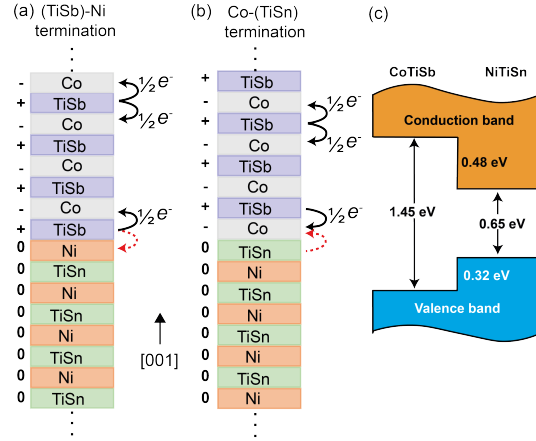 (a) (TiSb)-Ni
termination
- Co
½e⁻
+ TiSb
½e⁻
- Co
+ TiSb
- Co
+ TiSb
- Co
½e⁻
+ TiSb
0 Ni
0 TiSn
0 Ni
0 TiSn
0 Ni
0 TiSn
0 Ni
0 TiSn
[001]
(b) Co-(TiSn)
termination
+ TiSb
- Co
½e⁻
+ TiSb
½e⁻
- Co
+ TiSb
- Co
+ TiSb
½e⁻
- Co
0 TiSn
0 Ni
0 TiSn
0 Ni
0 TiSn
0 Ni
0 TiSn
0 Ni
(c)
CoTiSb NiTiSn
Conduction band
0.48 eV
1.45 eV
0.65 eV
0.32 eV
Valence band